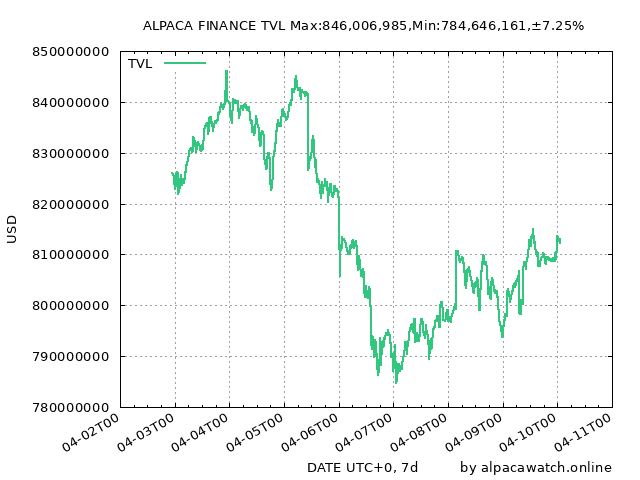 ALPACA FINANCE TVL Max:846,006,985,Min:784,646,161,±7.25%
850000000
TVL
840000000
830000000
820000000
USD
810000000
800000000
790000000
780000000
04-02T00 04-03T00 04-04T00 04-05T00 04-06T00 04-07T00 04-08T00 04-09T00 04-10T00 04-11T00
DATE UTC+0, 7d by alpacawatch.online